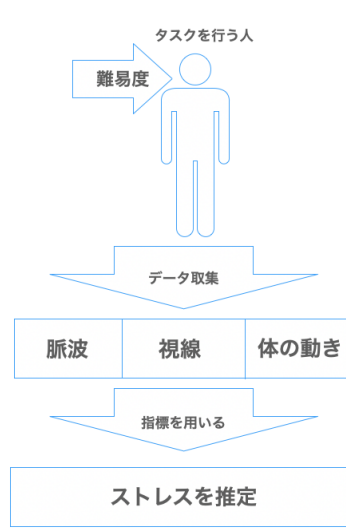 タスクを行う人
難易度
データ取集
脈波 視線 体の動き
指標を用いる
ストレスを推定